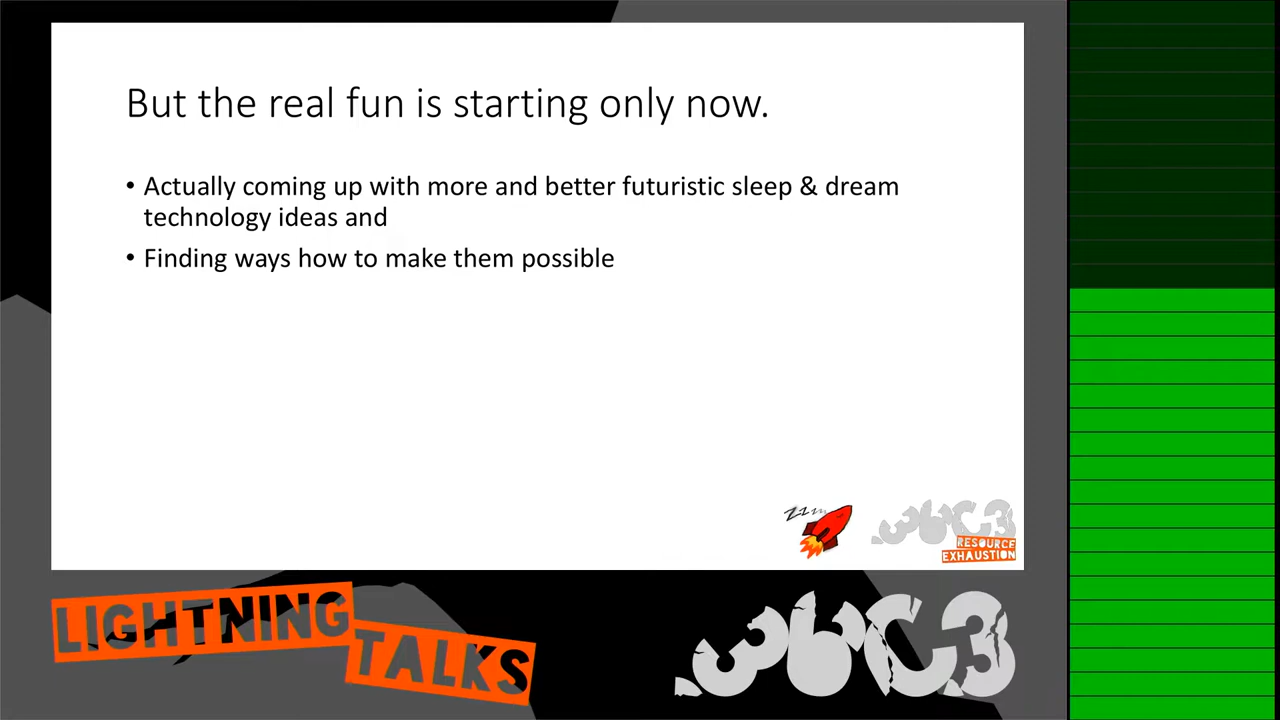 But the real fun is starting only now.
• Actually coming up with more and better futuristic sleep & dream
technology ideas and
• Finding ways how to make them possible
zzzz
36C3
RESOURCE
EXHAUSTION
LIGHTNING
TALKS
36C3